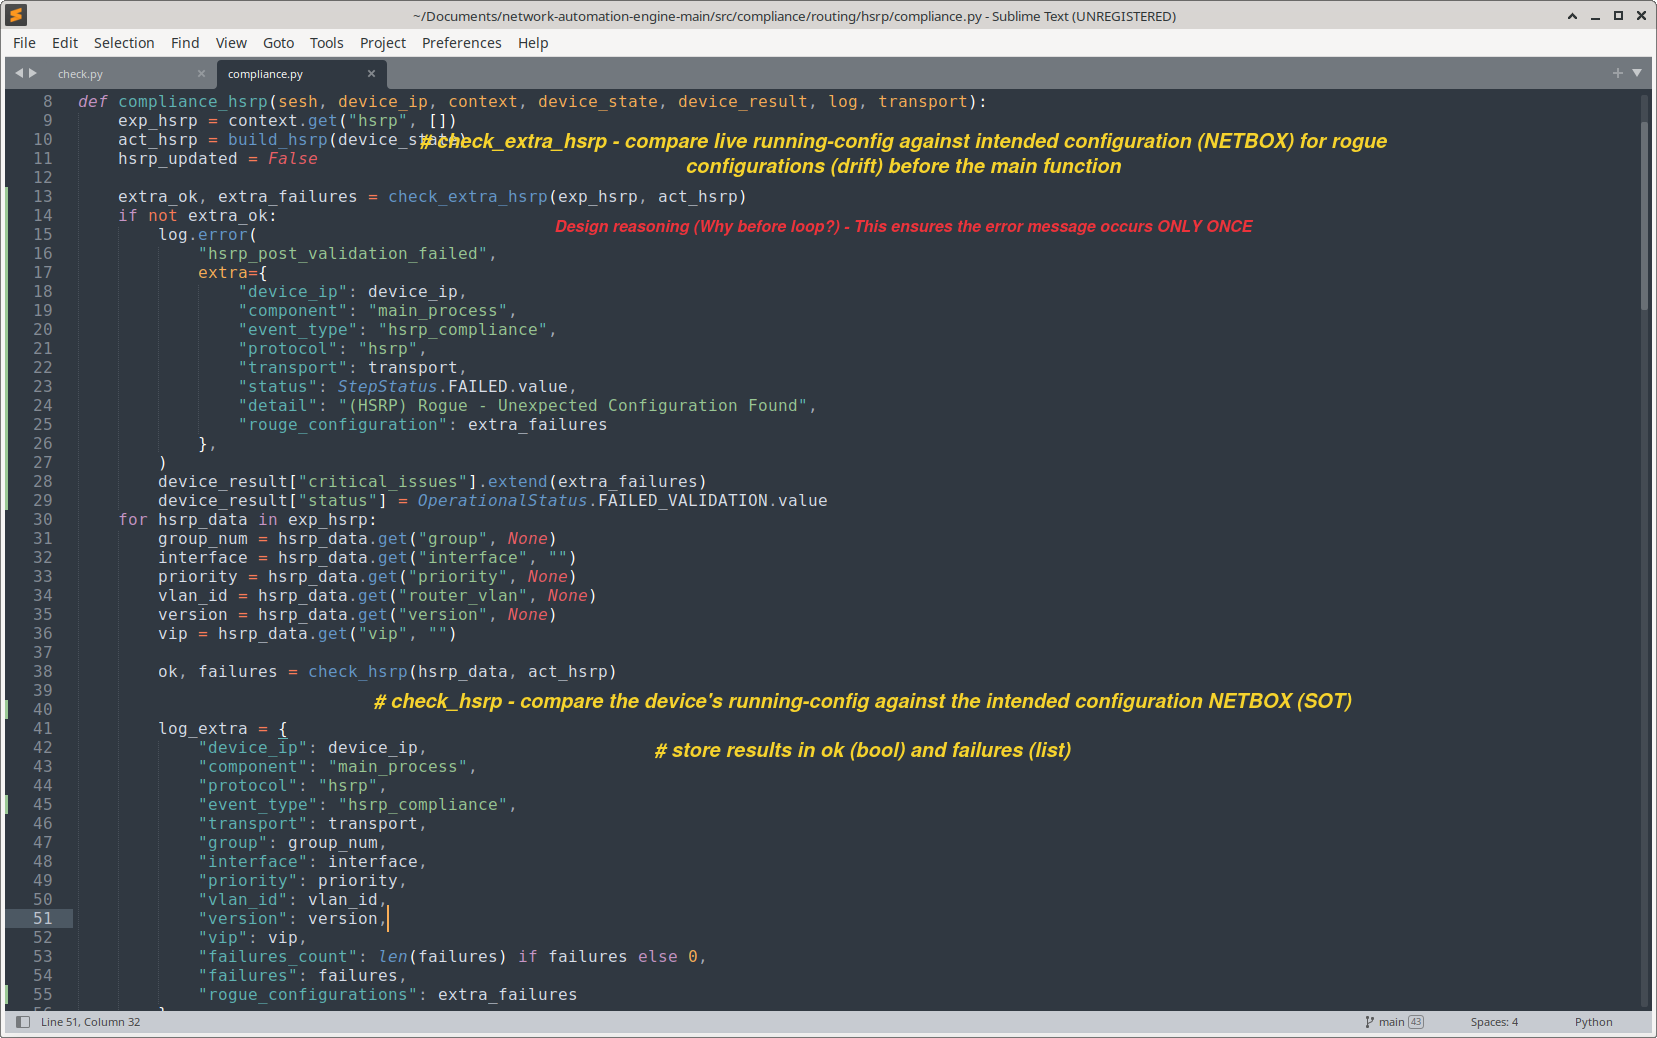 ~/Documents/network-automation-engine-main/src/compliance/routing/hsrp/compliance.py - Sublime Text (UNREGISTERED)
File Edit Selection Find View Goto Tools Project Preferences Help
check.py compliance.py
8 def compliance_hsrp(sesh, device_ip, context, device_state, device_result, log, transport):
9 exp_hsrp = context.get("hsrp", [])
10 act_hsrp = build_hsrp(device_state)
# check_extra_hsrp - compare live running-config against intended configuration (NETBOX) for rogue
configurations (drift) before the main function
11 hsrp_updated = False
12
13 extra_ok, extra_failures = check_extra_hsrp(exp_hsrp, act_hsrp)
14 if not extra_ok:
Design reasoning (Why before loop?) - This ensures the error message occurs ONLY ONCE
15 log.error(
16 "hsrp_post_validation_failed",
17 extra={
18 "device_ip": device_ip,
19 "component": "main_process",
20 "event_type": "hsrp_compliance",
21 "protocol": "hsrp",
22 "transport": transport,
23 "status": StepStatus.FAILED.value,
24 "detail": "(HSRP) Rogue - Unexpected Configuration Found",
25 "rouge_configuration": extra_failures
26 },
27 )
28 device_result["critical_issues"].extend(extra_failures)
29 device_result["status"] = OperationalStatus.FAILED_VALIDATION.value
30 for hsrp_data in exp_hsrp:
31 group_num = hsrp_data.get("group", None)
32 interface = hsrp_data.get("interface", "")
33 priority = hsrp_data.get("priority", None)
34 vlan_id = hsrp_data.get("router_vlan", None)
35 version = hsrp_data.get("version", None)
36 vip = hsrp_data.get("vip", "")
37
38 ok, failures = check_hsrp(hsrp_data, act_hsrp)
39
# check_hsrp - compare the device's running-config against the intended configuration NETBOX (SOT)
40
41 log_extra = {
42 "device_ip": device_ip,
# store results in ok (bool) and failures (list)
43 "component": "main_process",
44 "protocol": "hsrp",
45 "event_type": "hsrp_compliance",
46 "transport": transport,
47 "group": group_num,
48 "interface": interface,
49 "priority": priority,
50 "vlan_id": vlan_id,
51 "version": version,
52 "vip": vip,
53 "failures_count": len(failures) if failures else 0,
54 "failures": failures,
55 "rogue_configurations": extra_failures
56 }
Line 51, Column 32 main 43 Spaces: 4 Python